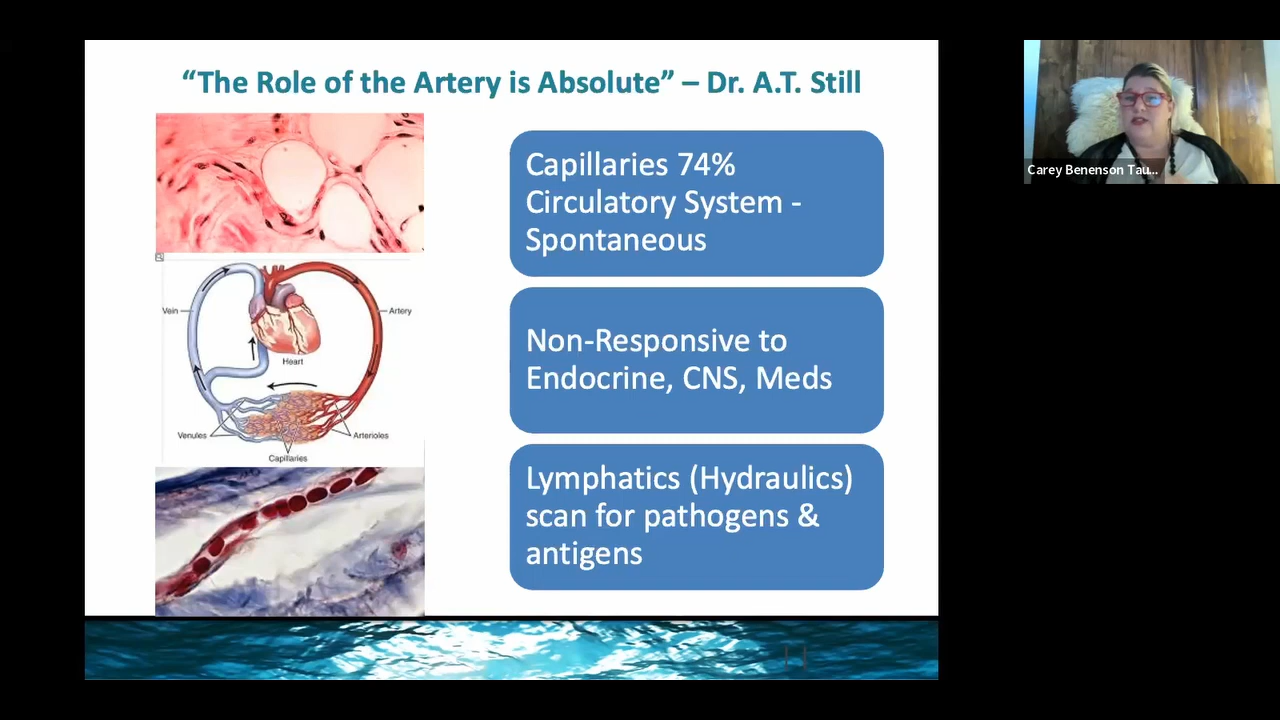 “The Role of the Artery is Absolute” – Dr. A.T. Still
Capillaries 74%
Circulatory System -
Spontaneous
Non-Responsive to
Endocrine, CNS, Meds
Lymphatics (Hydraulics)
scan for pathogens &
antigens
Vein
Artery
Heart
Venules
Arterioles
Capillaries
Carey Benenson Tau...